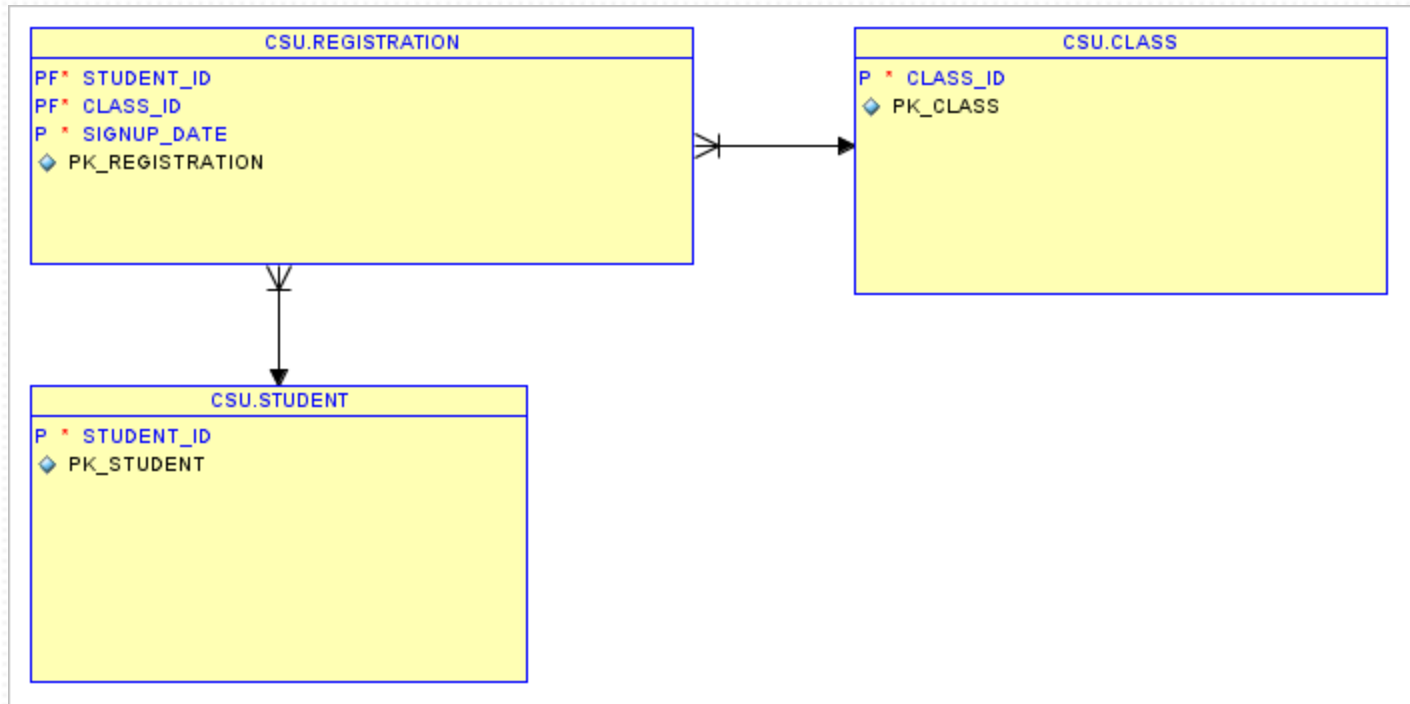 CSU.REGISTRATION
PF* STUDENT_ID
PF* CLASS_ID
P * SIGNUP_DATE
PK_REGISTRATION
CSU.CLASS
P * CLASS_ID
PK_CLASS
CSU.STUDENT
P * STUDENT_ID
PK_STUDENT